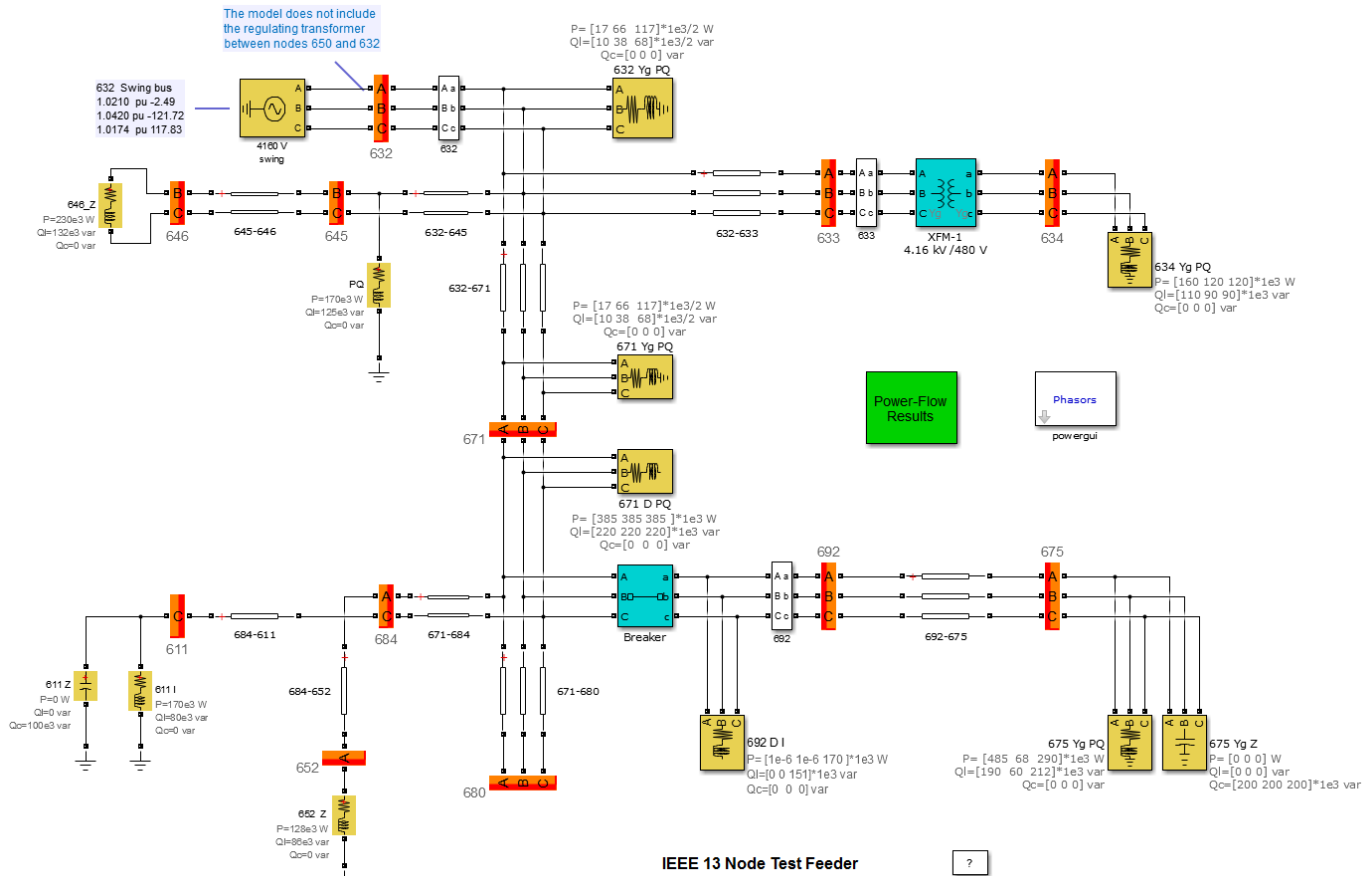 The model does not include
the regulating transformer
between nodes 650 and 632
632 Swing bus
1.0210 pu -2.49
1.0420 pu -121.72
1.0174 pu 117.83
A
B
C
4160 V
swing
A
B
C
632
A a
B b
C c
632
P= [17 66 117]*1e3/2 W
Ql=[10 38 68]*1e3/2 var
Qc=[0 0 0] var
632 Yg PQ
A
B
C
646_Z
P=230e3 W
Ql=132e3 var
Qc=0 var
B
C
646
645-646
B
C
645
632-645
PQ
P=170e3 W
Ql=125e3 var
Qc=0 var
632-671
632-633
A
B
C
633
A a
B b
C c
633
A
B
C
a
b
c
Yg
Yg
XFM-1
4.16 kV /480 V
A
B
C
634
A
B
C
634 Yg PQ
P= [160 120 120]*1e3 W
Ql=[110 90 90]*1e3 var
Qc=[0 0 0] var
P= [17 66 117]*1e3/2 W
Ql=[10 38 68]*1e3/2 var
Qc=[0 0 0] var
671 Yg PQ
A
B
C
671
A
B
C
A
B
C
671 D PQ
P= [385 385 385 ]*1e3 W
Ql=[220 220 220]*1e3 var
Qc=[0 0 0] var
Power-Flow
Results
Phasors
powergui
C
611
684-611
A
C
684
671-684
A
B
C
a
b
c
Breaker
A a
B b
C c
692
692
A
B
C
692-675
675
A
B
C
611 Z
P=0 W
Ql=0 var
Qc=100e3 var
611 I
P=170e3 W
Ql=80e3 var
Qc=0 var
684-652
A
652
652 Z
P=128e3 W
Ql=86e3 var
Qc=0 var
671-680
A
B
C
680
A
B
C
692 D I
P= [1e-6 1e-6 170 ]*1e3 W
Ql=[0 0 151]*1e3 var
Qc=[0 0 0] var
A
B
C
675 Yg PQ
P= [485 68 290]*1e3 W
Ql=[190 60 212]*1e3 var
Qc=[0 0 0] var
A
B
C
675 Yg Z
P= [0 0 0] W
Ql=[0 0 0] var
Qc=[200 200 200]*1e3 var
IEEE 13 Node Test Feeder
?